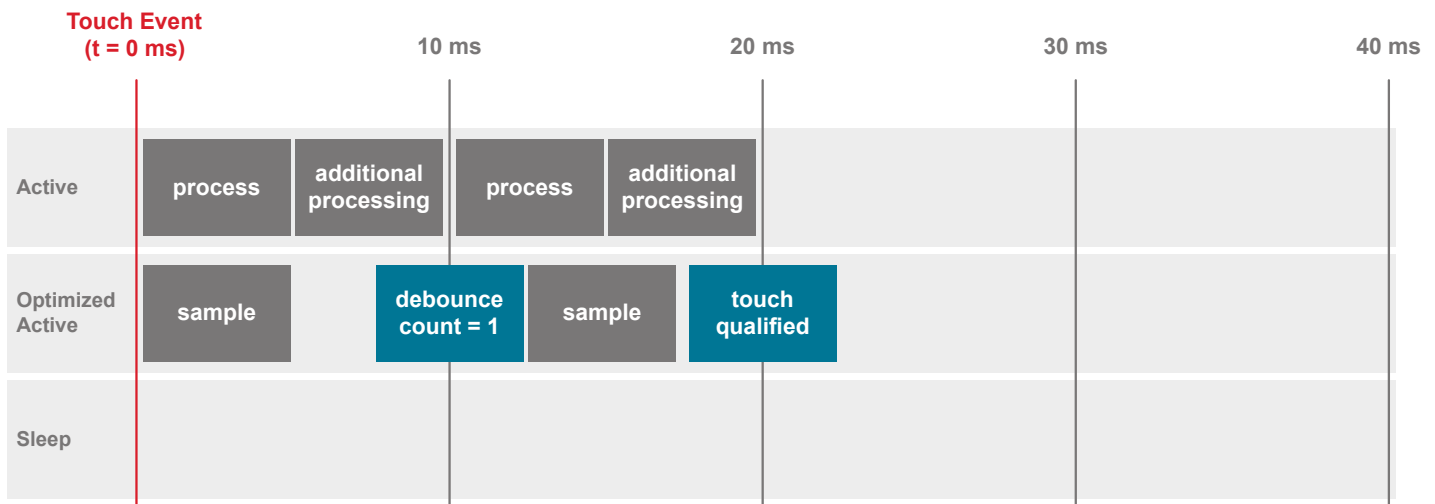 Touch Event
(t = 0 ms)
10 ms
20 ms
30 ms
40 ms
Active
process
additional
processing
process
additional
processing
Optimized
Active
sample
debounce
count = 1
sample
touch
qualified
Sleep